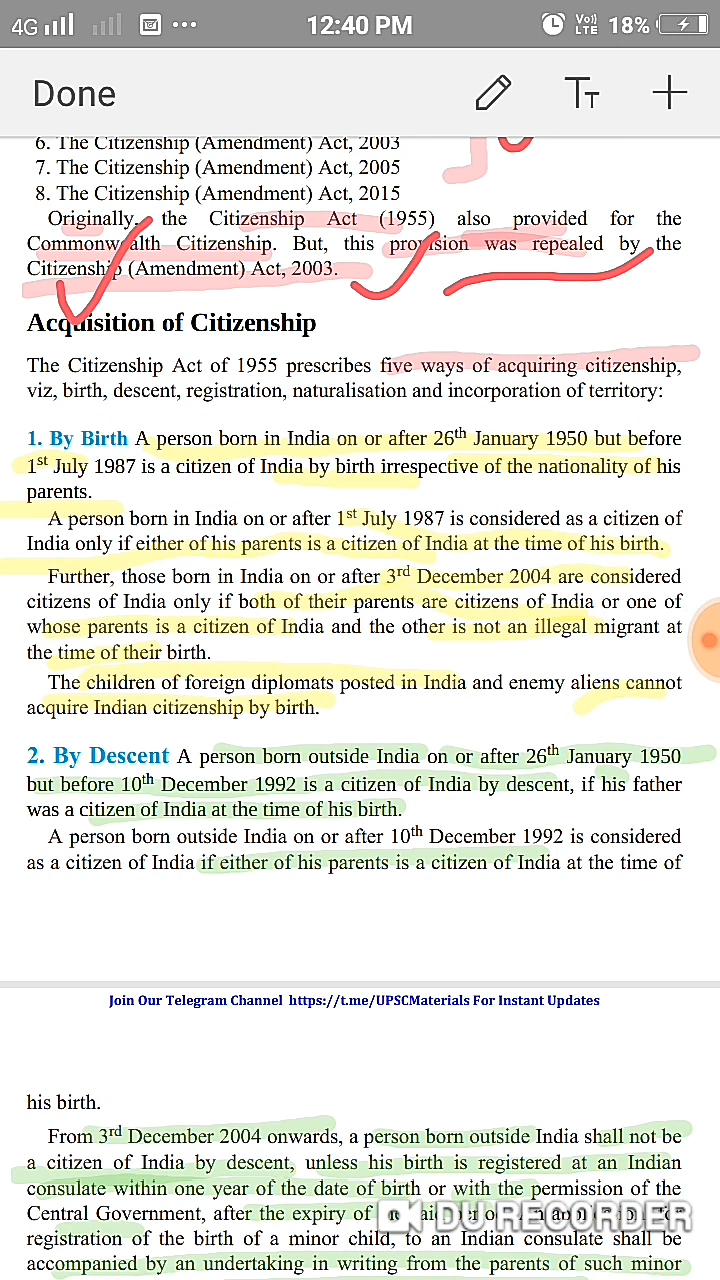 4G 12:40 PM Vo)) LTE 18%
Done TT
6. The Citizenship (Amendment) Act, 2003
7. The Citizenship (Amendment) Act, 2005
8. The Citizenship (Amendment) Act, 2015
Originally, the Citizenship Act (1955) also provided for the
Commonwealth Citizenship. But, this provision was repealed by the
Citizenship (Amendment) Act, 2003.
Acquisition of Citizenship
The Citizenship Act of 1955 prescribes five ways of acquiring citizenship,
viz, birth, descent, registration, naturalisation and incorporation of territory:
1. By Birth A person born in India on or after 26th January 1950 but before
1st July 1987 is a citizen of India by birth irrespective of the nationality of his
parents.
A person born in India on or after 1st July 1987 is considered as a citizen of
India only if either of his parents is a citizen of India at the time of his birth.
Further, those born in India on or after 3rd December 2004 are considered
citizens of India only if both of their parents are citizens of India or one of
whose parents is a citizen of India and the other is not an illegal migrant at
the time of their birth.
The children of foreign diplomats posted in India and enemy aliens cannot
acquire Indian citizenship by birth.
2. By Descent A person born outside India on or after 26th January 1950
but before 10th December 1992 is a citizen of India by descent, if his father
was a citizen of India at the time of his birth.
A person born outside India on or after 10th December 1992 is considered
as a citizen of India if either of his parents is a citizen of India at the time of
Join Our Telegram Channel https://t.me/UPSCMaterials For Instant Updates
his birth.
From 3rd December 2004 onwards, a person born outside India shall not be
a citizen of India by descent, unless his birth is registered at an Indian
consulate within one year of the date of birth or with the permission of the
Central Government, after the expiry of
DU RECORDER
registration of the birth of a minor child, to an Indian consulate shall be
accompanied by an undertaking in writing from the parents of such minor